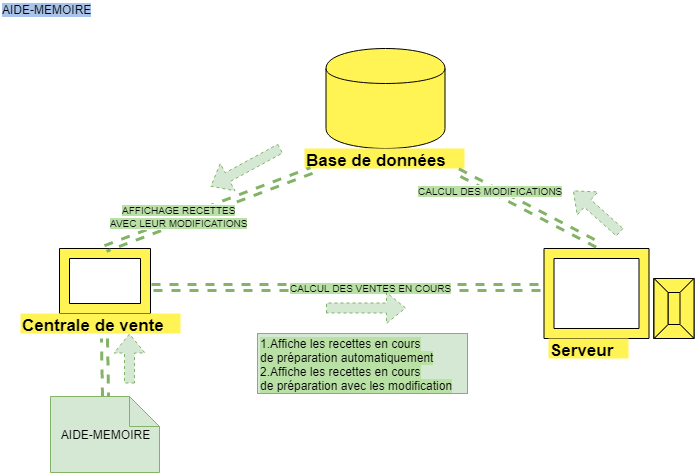 AIDE-MEMOIRE
Base de données
CALCUL DES MODIFICATIONS
AFFICHAGE RECETTES
AVEC LEUR MODIFICATIONS
CALCUL DES VENTES EN COURS
Centrale de vente
Serveur
1.Affiche les recettes en cours
de préparation automatiquement
2.Affiche les recettes en cours
de préparation avec les modification
AIDE-MEMOIRE